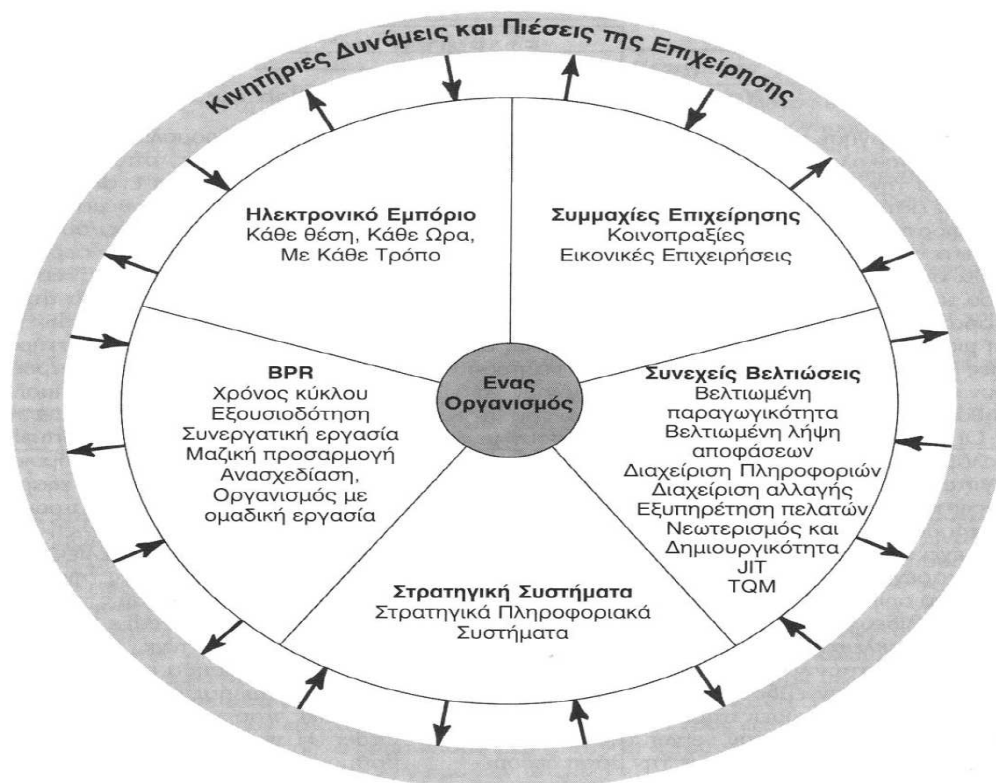 Κινητήριες Δυνάμεις και Πιέσεις της Επιχείρησης
Ηλεκτρονικό Εμπόριο
Κάθε θέση, Κάθε Ωρα,
Με Κάθε Τρόπο
Συμμαχίες Επιχείρησης
Κοινοπραξίες
Εικονικές Επιχειρήσεις
BPR
Χρόνος κύκλου
Εξουσιοδότηση
Συνεργατική εργασία
Μαζική προσαρμογή
Ανασχεδίαση,
Οργανισμός με
ομαδική εργασία
Ενας
Οργανισμός
Συνεχείς Βελτιώσεις
Βελτιωμένη
παραγωγικότητα
Βελτιωμένη λήψη
αποφάσεων
Διαχείριση Πληροφοριών
Διαχείριση αλλαγής
Εξυπηρέτηση πελατών
Νεωτερισμός και
Δημιουργικότητα
JIT
TQM
Στρατηγική Συστήματα
Στρατηγικά Πληροφοριακά
Συστήματα